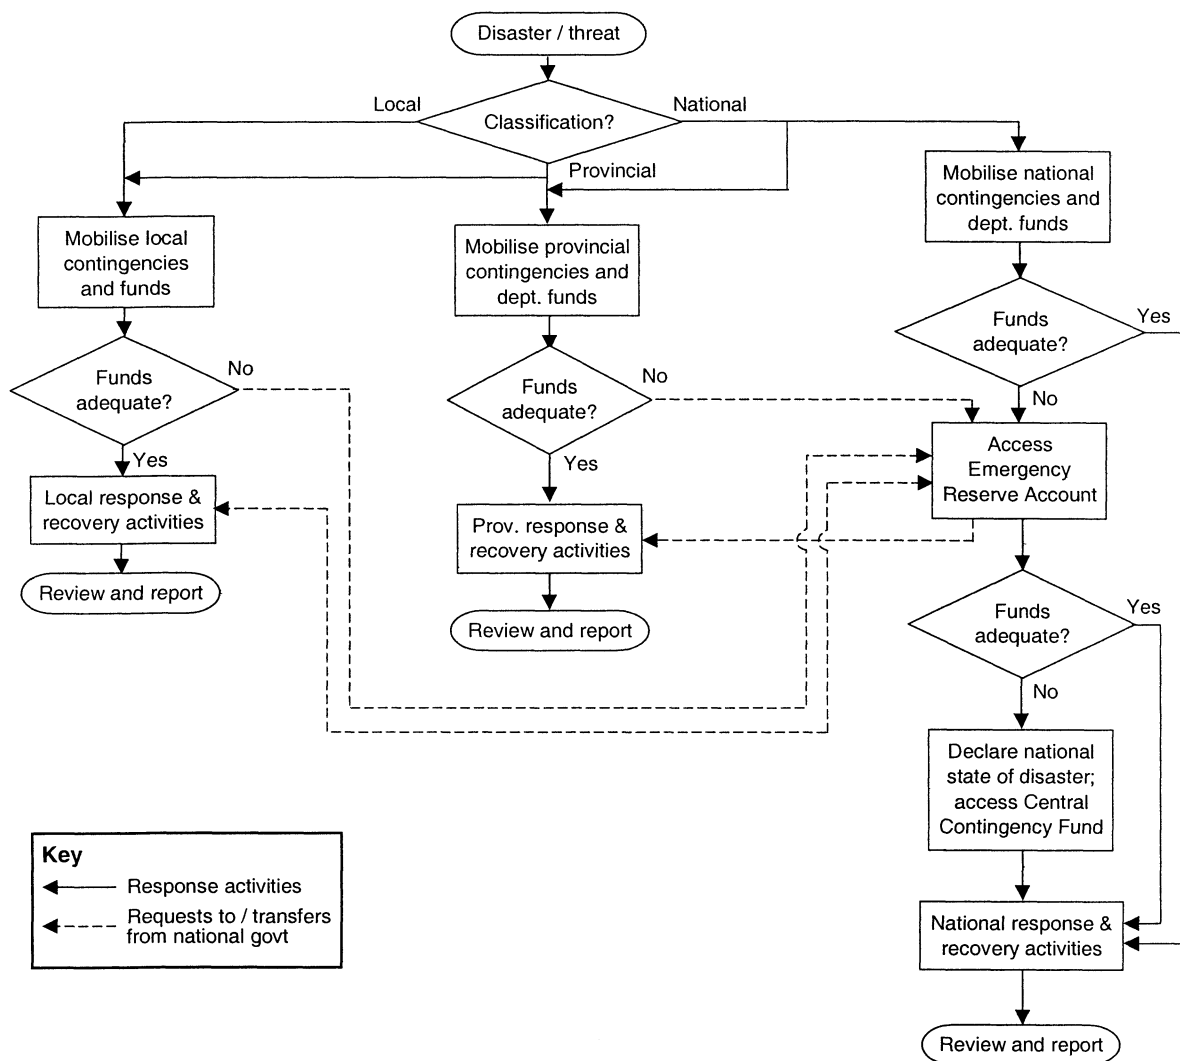 Disaster / threat
Local
National
Classification?
Provincial
Mobilise national
contingencies and
dept. funds
Mobilise local
contingencies
and funds
Mobilise provincial
contingencies and
dept. funds
Funds
adequate?
Yes
No
Funds
adequate?
No
Yes
Funds
adequate?
No
Yes
Access
Emergency
Reserve Account
Local response &
recovery activities
Prov. response &
recovery activities
Review and report
Review and report
Funds
adequate?
Yes
No
Declare national
state of disaster;
access Central
Contingency Fund
Key
Response activities
Requests to / transfers
from national govt
National response &
recovery activities
Review and report